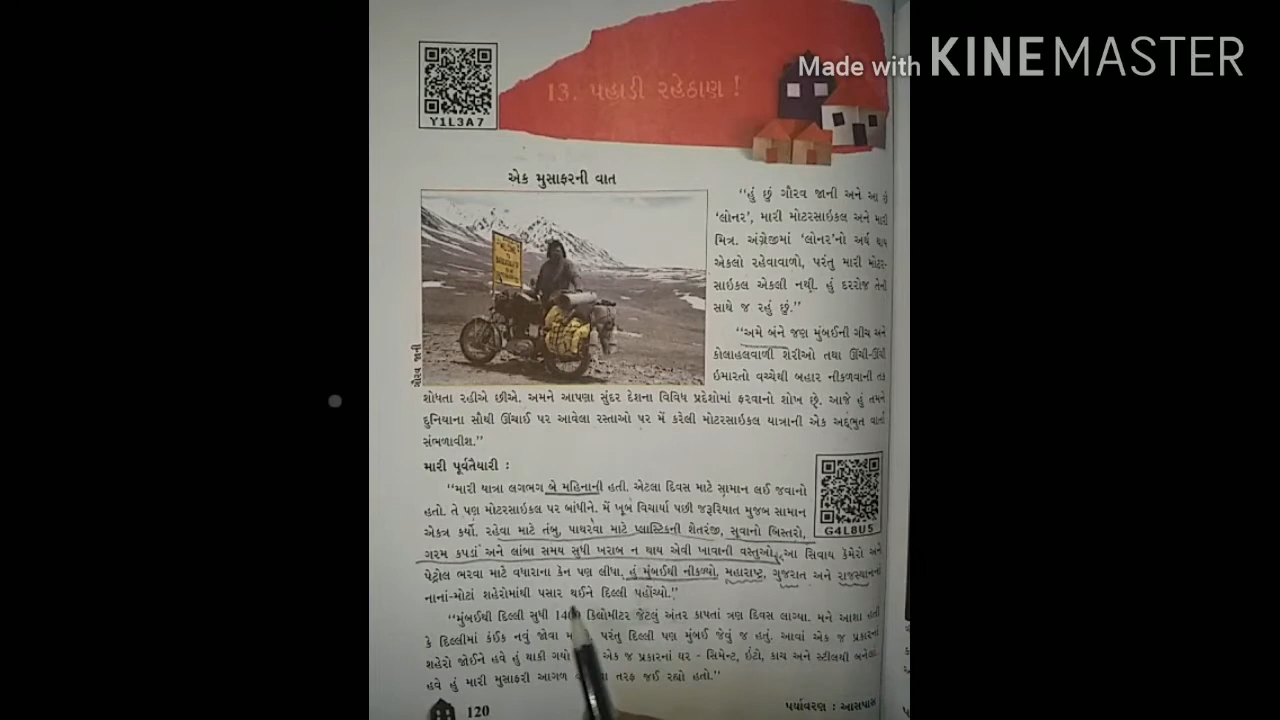 Made with KINEMASTER
Y1L3A7
13. પહાડી રહેઠાણ !
એક મુસાફરની વાત
“હું છું ગૌરવ જાની અને આ છે
‘લોનર’, મારી મોટરસાઇકલ અને મારી
મિત્ર. અંગ્રેજીમાં ‘લોનર’નો અર્થ થાય
એકલો રહેવાવાળો, પરંતુ મારી મોટર-
સાઇકલ એકલી નથી. હું દરરોજ તેની
સાથે જ રહું છું.”
“અમે બંને જણ મુંબઈની ગીચ અને
કોલાહલવાળી શેરીઓ તથા ઊંચી-ઊંચી
ઇમારતો વચ્ચેથી બહાર નીકળવાની તક
ગૌરવ જાની
શોધતા રહીએ છીએ. અમને આપણા સુંદર દેશના વિવિધ પ્રદેશોમાં ફરવાનો શોખ છે. આજે હું તમને
દુનિયાના સૌથી ઊંચાઈ પર આવેલા રસ્તાઓ પર મેં કરેલી મોટરસાઇકલ યાત્રાની એક અદ્ભુત વાર્તા
સંભળાવીશ.”
મારી પૂર્વતૈયારી :
“મારી યાત્રા લગભગ બે મહિનાની હતી. એટલા દિવસ માટે સામાન લઈ જવાનો
હતો. તે પણ મોટરસાઇકલ પર બાંધીને. મેં ખૂબ વિચાર્યા પછી જરૂરિયાત મુજબ સામાન
એકત્ર કર્યો. રહેવા માટે તંબુ, પાથરવા માટે પ્લાસ્ટિકની શેતરંજી, સુવાનો બિસ્તરો,
G4L8U5
ગરમ કપડાં અને લાંબા સમય સુધી ખરાબ ન થાય એવી ખાવાની વસ્તુઓ. આ સિવાય કેમેરો અને
પેટ્રોલ ભરવા માટે વધારાના કેન પણ લીધા. હું મુંબઈથી નીકળ્યો. મહારાષ્ટ્ર, ગુજરાત અને રાજસ્થાનનાં
નાનાં-મોટાં શહેરોમાંથી પસાર થઈને દિલ્હી પહોંચ્યો.”
“મુંબઈથી દિલ્હી સુધી કિલોમીટર જેટલું અંતર કાપતાં ત્રણ દિવસ લાગ્યા. મને આશા હતી
કે દિલ્હીમાં કંઈક નવું જોવા પરંતુ દિલ્હી પણ મુંબઈ જેવું જ હતું. આવાં એક જ પ્રકારનાં
શહેરો જોઈને હવે હું થાકી ગયો એક જ પ્રકારનાં ઘર - સિમેન્ટ, ઇંટો, કાચ અને સ્ટીલથી બનેલાં.
હવે હું મારી મુસાફરી આગળ તરફ જઈ રહ્યો હતો.”
120
પર્યાવરણ : આસપાસ